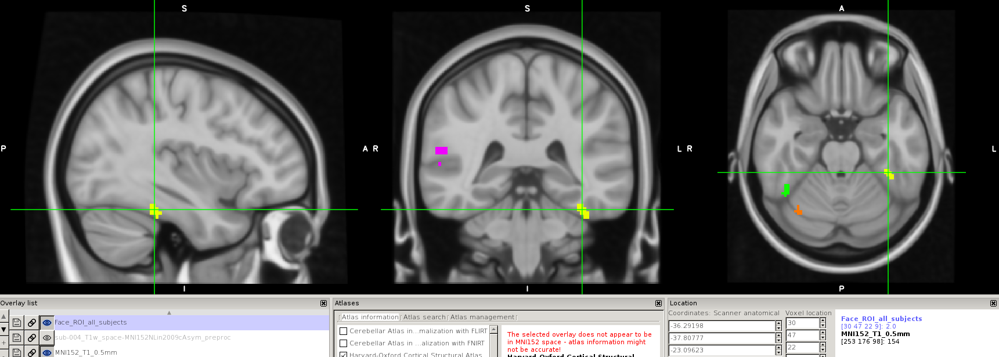 S
S
A
P
A R
L R
L
I
I
P
Overlay list
Atlases
Location
Face_ROI_all_subjects
sub-004_T1w_space-MNI152NLin2009cAsym_preproc
MNI152_T1_0.5mm
Atlas information
Atlas search
Atlas management
Cerebellar Atlas in...malization with FLIRT
Cerebellar Atlas in ...alization with FNIRT
Harvard-Oxford Cortical Structural Atlas
The selected overlay does not appear to be
in MNI152 space - atlas information might
not be accurate!
Harvard-Oxford Cortical Structural
Coordinates: Scanner anatomical
Voxel location
-36.29198
30
-37.80777
47
-23.09623
22
Face_ROI_all_subjects
[30 47 22 9]: 2.0
MNI152_T1_0.5mm
[253 176 98]: 154